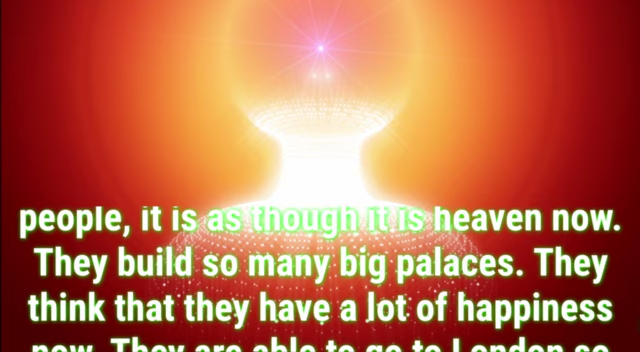 people, it is as though it is heaven now.
They build so many big palaces. They
think that they have a lot of happiness
now. They are able to go to London so